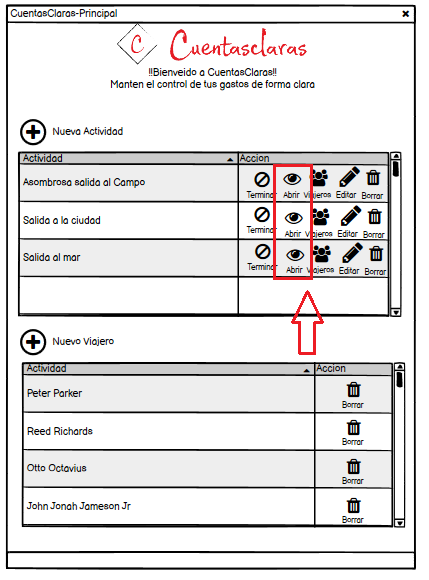 CuentasClaras-Principal
C Cuentasclaras
!!Bienveido a CuentasClaras!!
Manten el control de tus gastos de forma clara
Nueva Actividad
Actividad Accion
Asombrosa salida al Campo Terminar Abrir Viajeros Editar Borrar
Salida a la ciudad Terminar Abrir Viajeros Editar Borrar
Salida al mar Terminar Abrir Viajeros Editar Borrar
Nuevo Viajero
Actividad Accion
Peter Parker Borrar
Reed Richards Borrar
Otto Octavius Borrar
John Jonah Jameson Jr Borrar